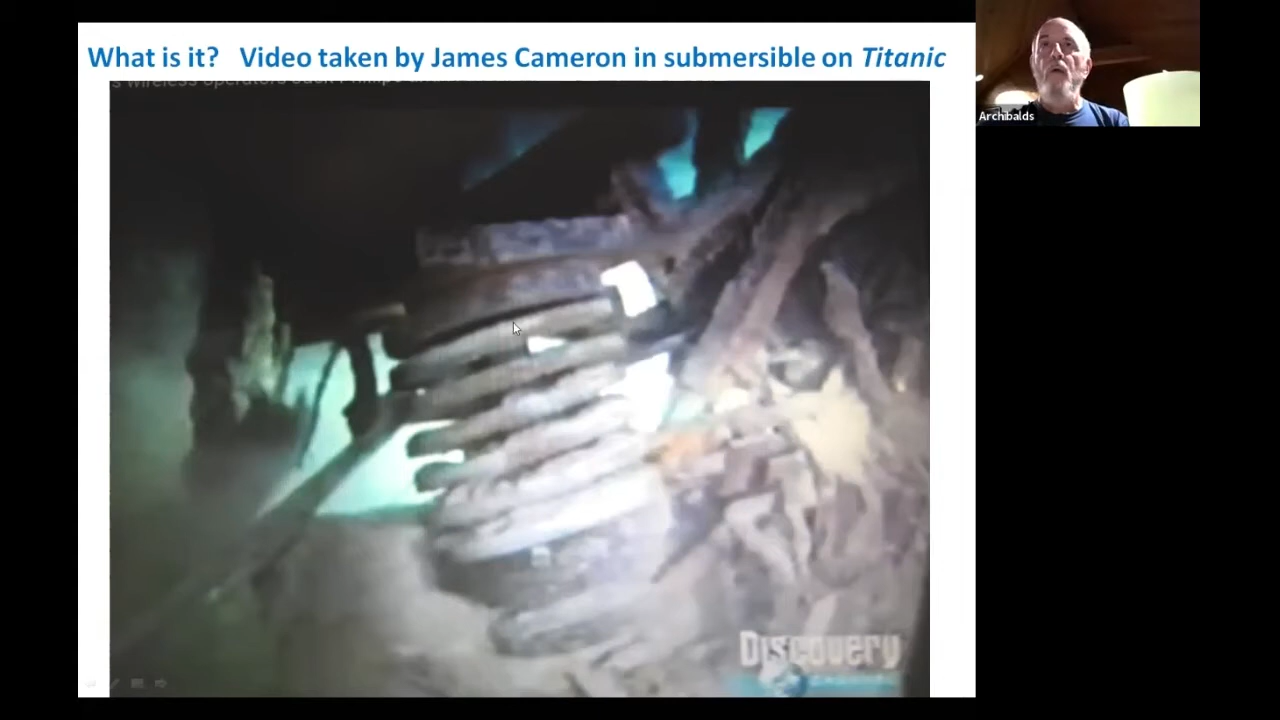 What is it? Video taken by James Cameron in submersible on Titanic
Archibalds
Discovery